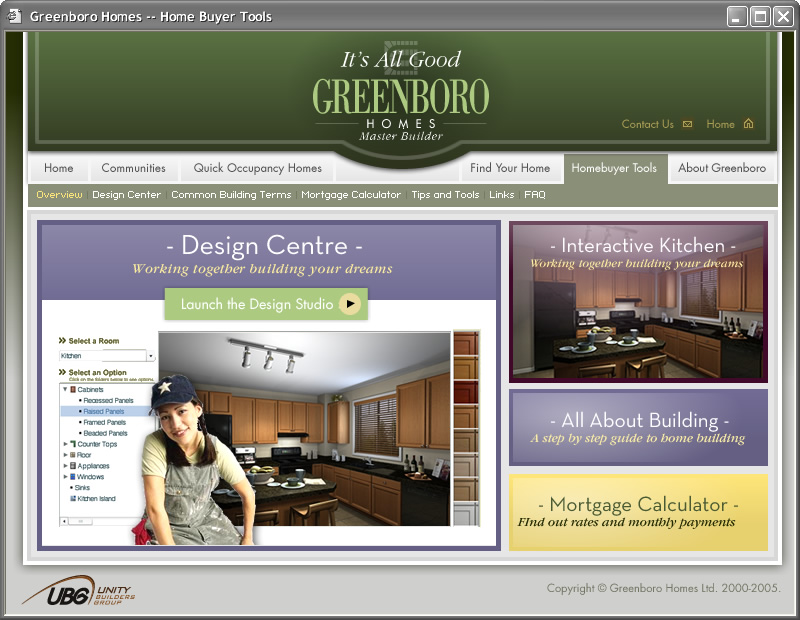 Greenboro Homes -- Home Buyer Tools
It's All Good
GREENBORO
HOMES
Master Builder
Contact Us Home
Home Communities Quick Occupancy Homes Find Your Home Homebuyer Tools About Greenboro
Overview Design Center Common Building Terms Mortgage Calculator Tips and Tools Links FAQ
- Design Centre -
Working together building your dreams
Launch the Design Studio
Select a Room
Kitchen
Select an Option
Click on the folders below to see options.
Cabinets
Recessed Panels
Raised Panels
Framed Panels
Beaded Panels
Counter Tops
Floor
Appliances
Windows
Sinks
Kitchen Island
- Interactive Kitchen -
Working together building your dreams
- All About Building -
A step by step guide to home building
- Mortgage Calculator -
FInd out rates and monthly payments
UBG UNITY
BUILDERS
GROUP
Copyright © Greenboro Homes Ltd. 2000-2005.